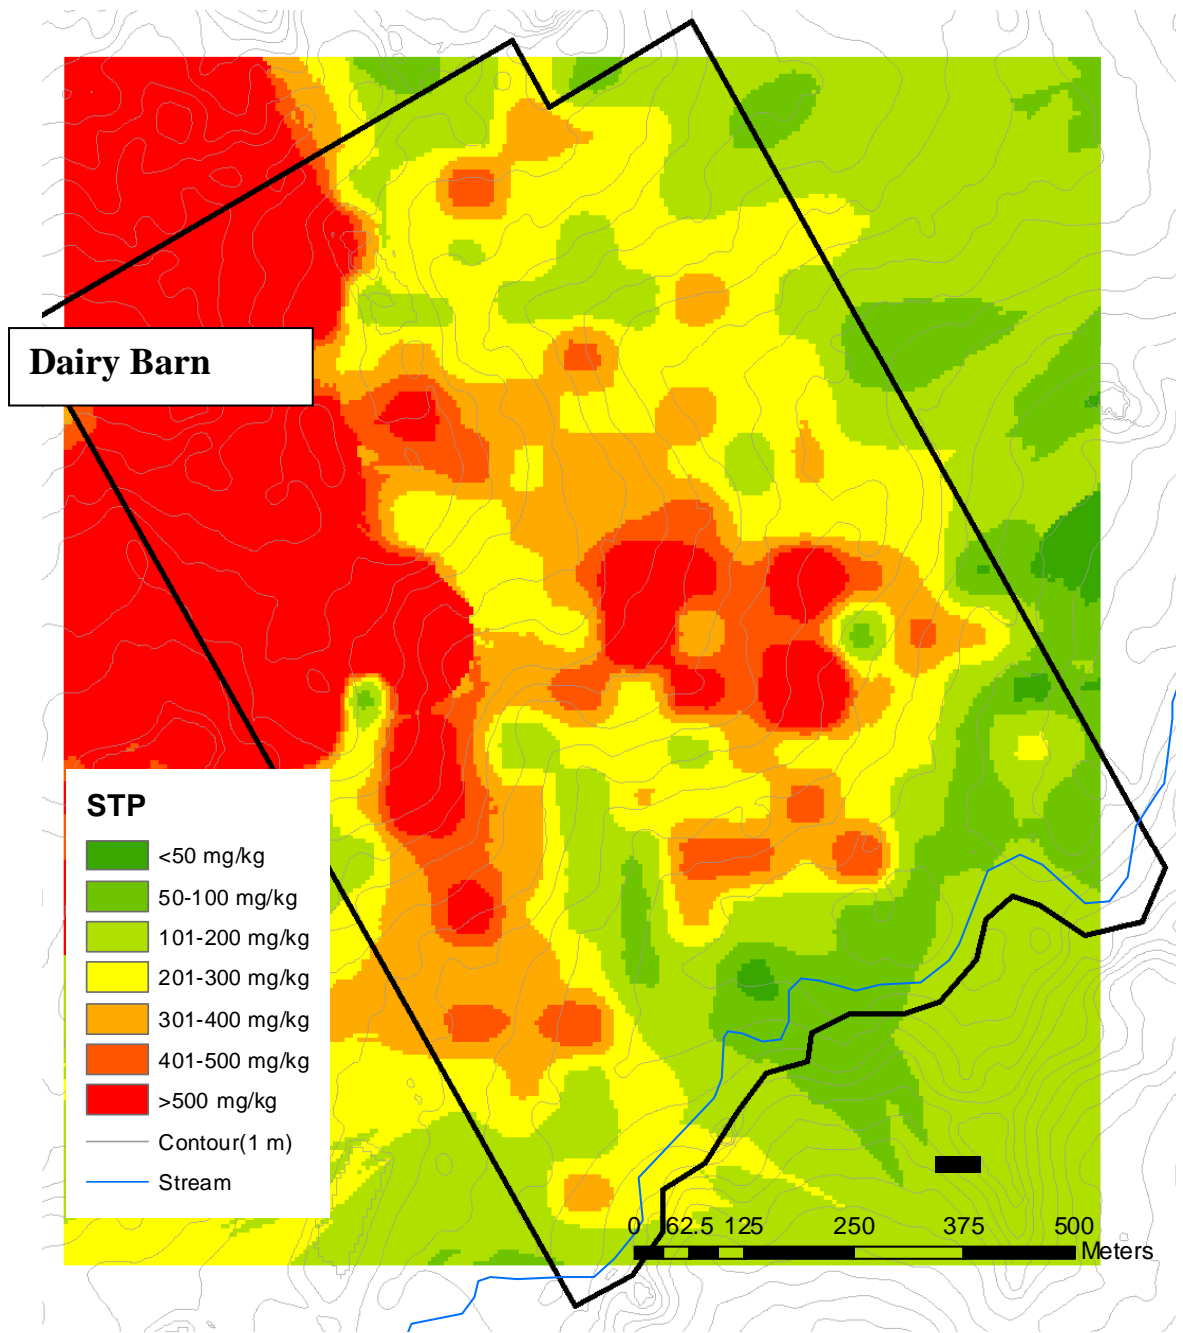 Dairy Barn
STP
<50 mg/kg
50-100 mg/kg
101-200 mg/kg
201-300 mg/kg
301-400 mg/kg
401-500 mg/kg
>500 mg/kg
Contour(1 m)
Stream
0 62.5 125 250 375 500
Meters